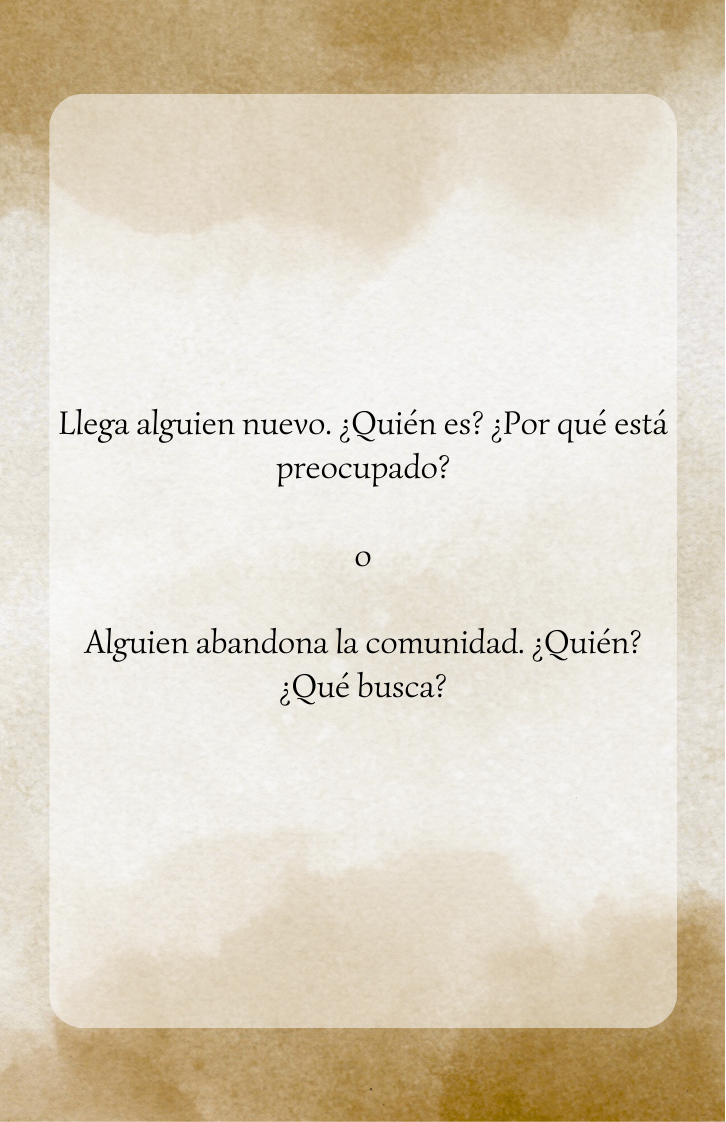 Llega alguien nuevo. ¿Quién es? ¿Por qué está
preocupado?
o
Alguien abandona la comunidad. ¿Quién?
¿Qué busca?